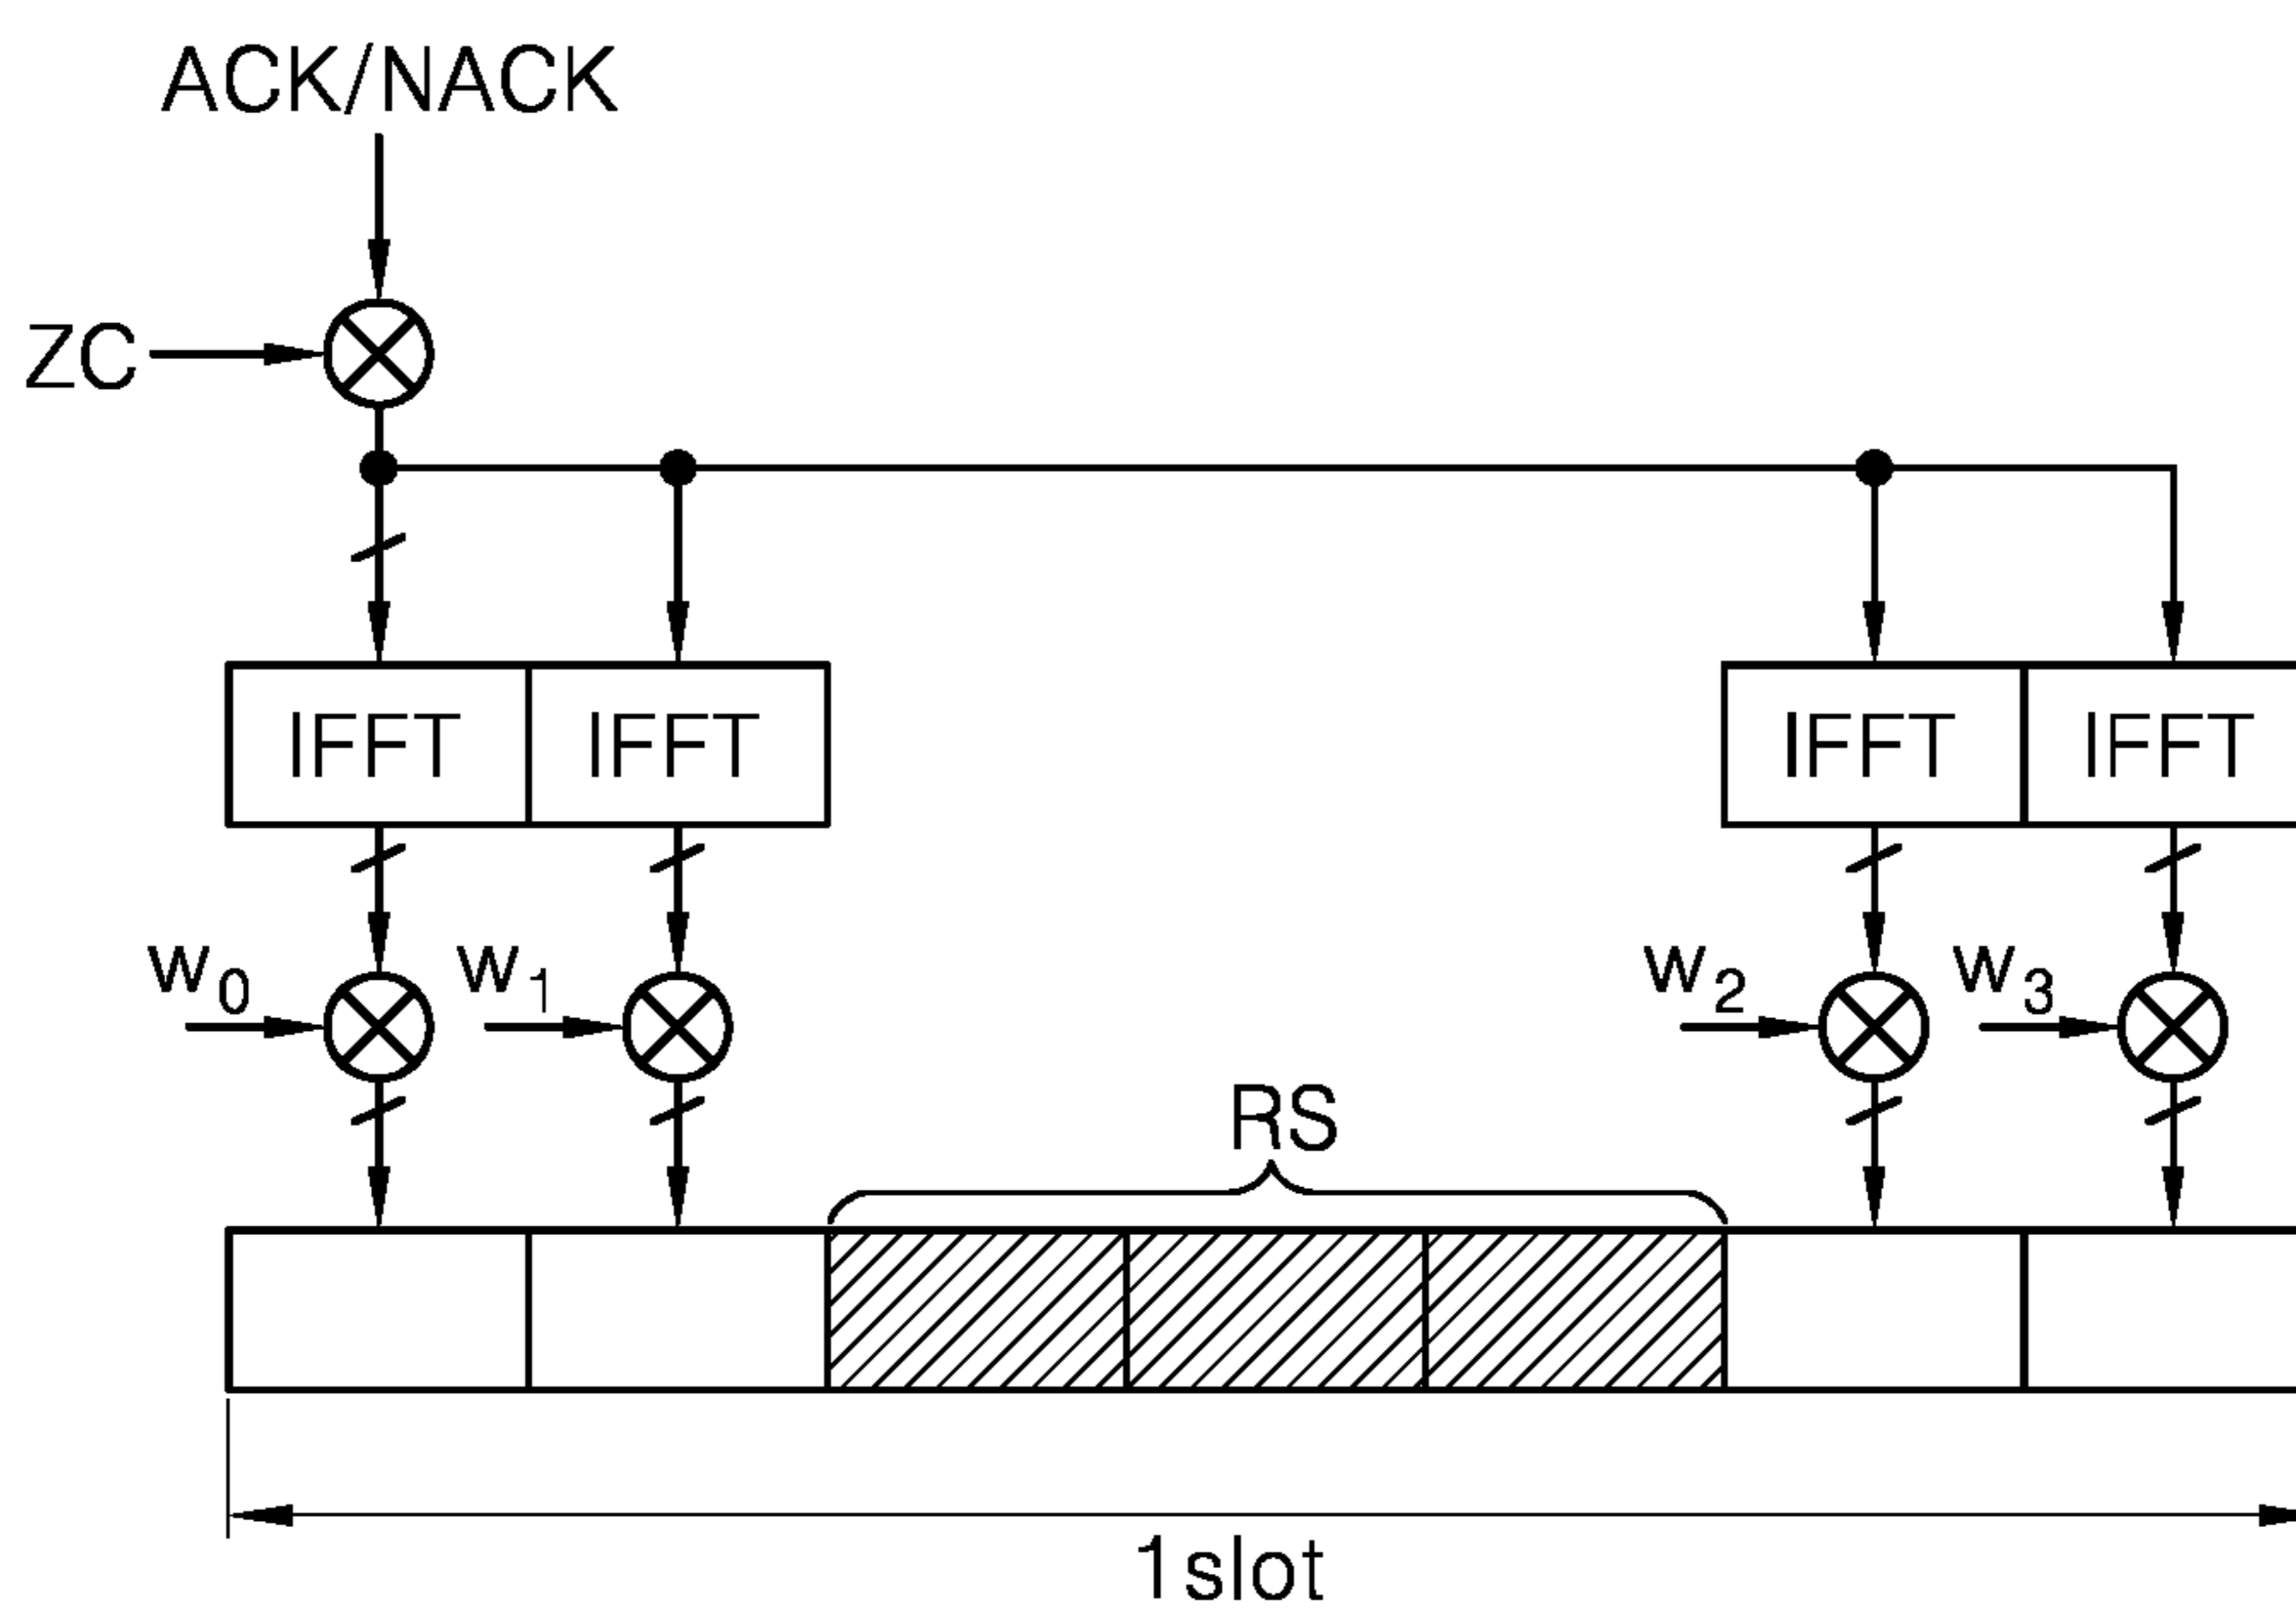 ACK/NACK
ZC
IFFT IFFT IFFT IFFT
w0 w1 w2 w3
RS
1slot